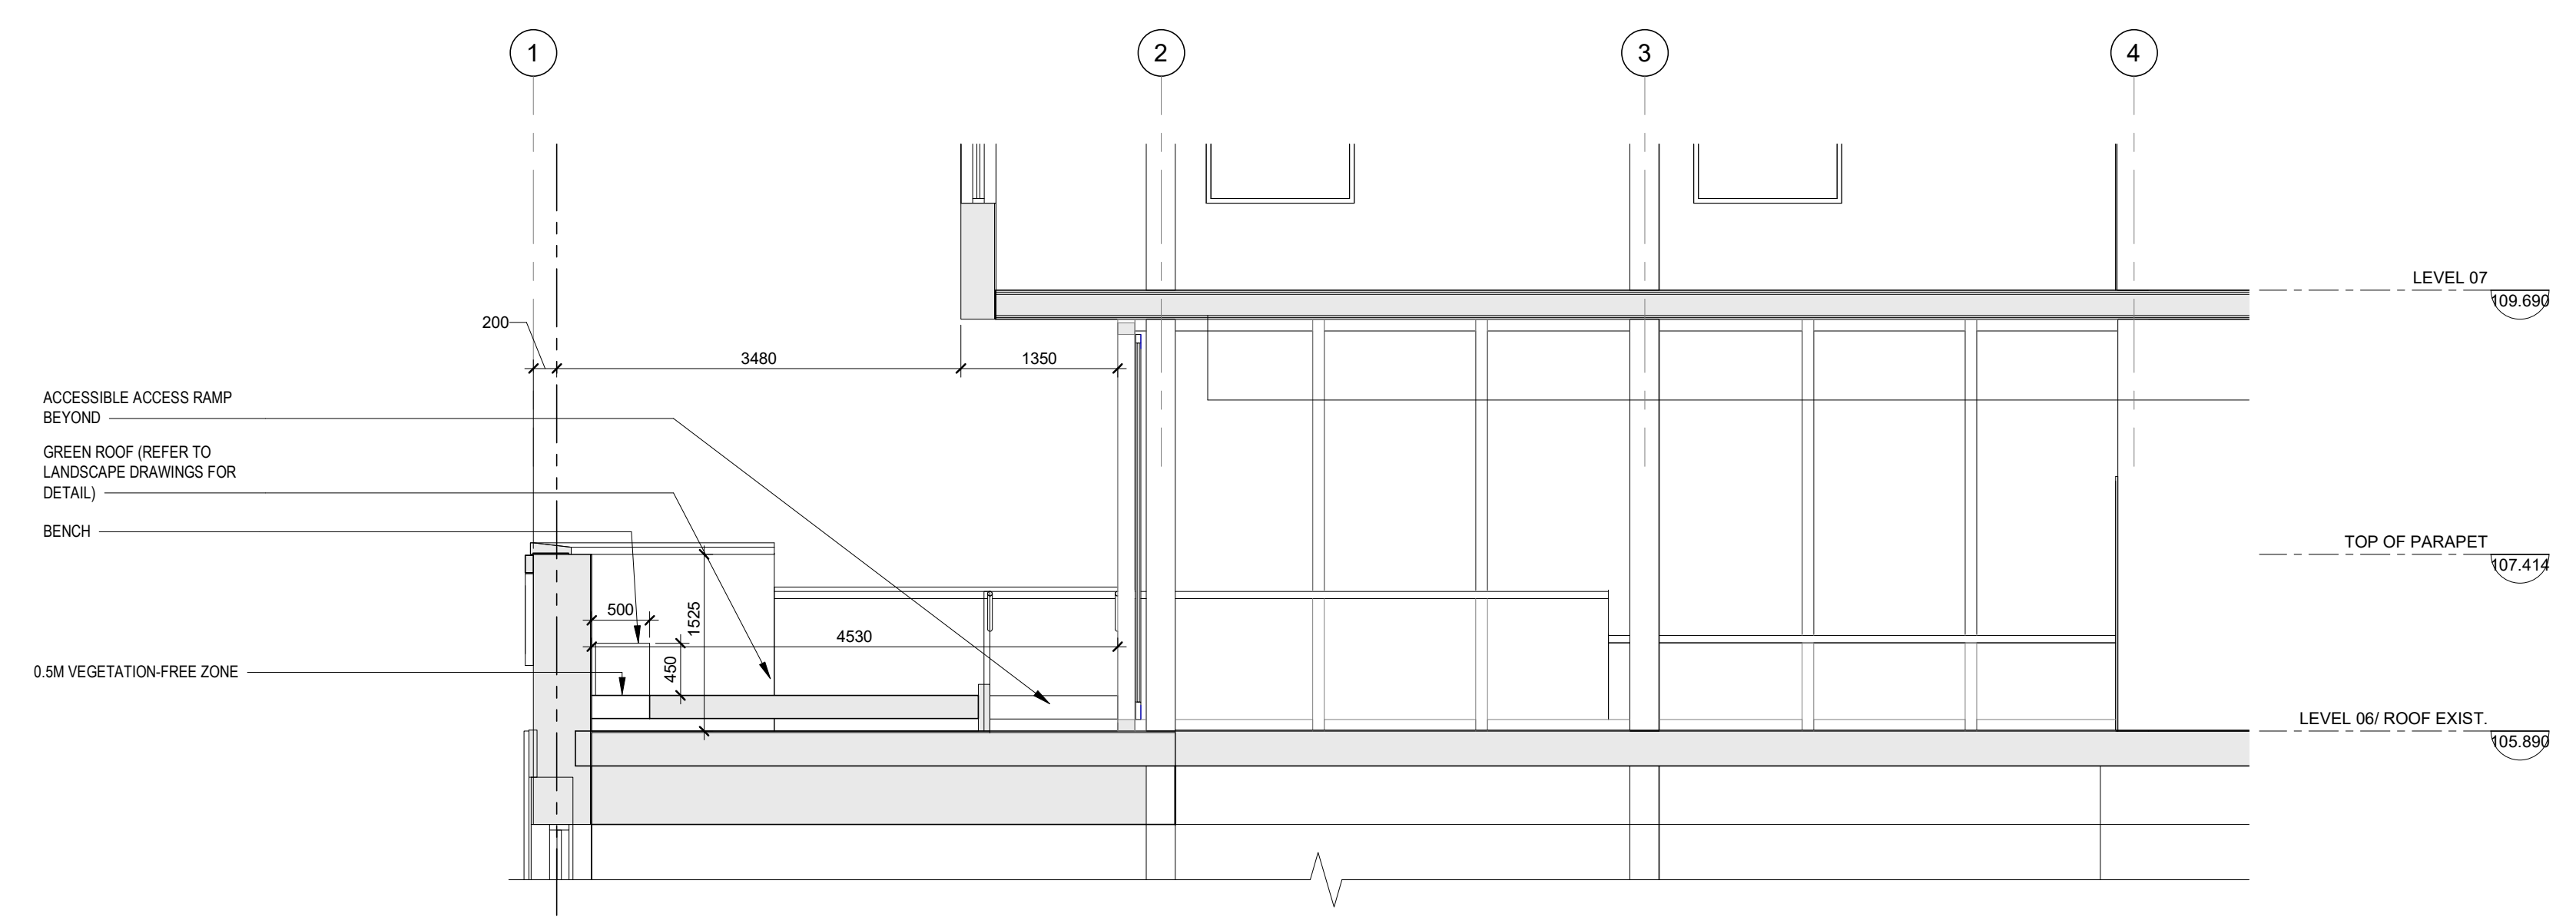 1
2
3
4
LEVEL 07
109.690
200
3480
1350
ACCESSIBLE ACCESS RAMP
BEYOND
GREEN ROOF (REFER TO
LANDSCAPE DRAWINGS FOR
DETAIL)
BENCH
TOP OF PARAPET
107.414
500
1525
4530
450
0.5M VEGETATION-FREE ZONE
LEVEL 06/ ROOF EXIST.
105.890